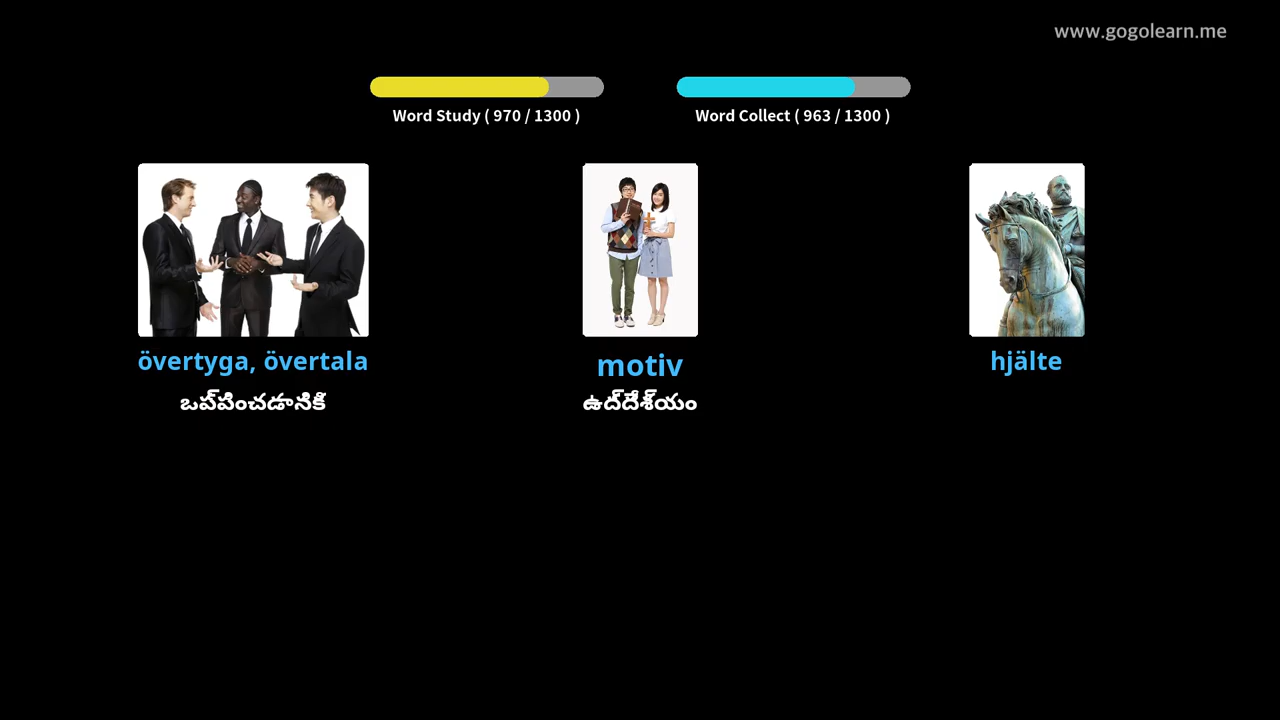 www.gogolearn.me
Word Study ( 970 / 1300 )
Word Collect ( 963 / 1300 )
övertyga, övertala
motiv
hjälte
ఒప్పించడానికి
ఉద్దేశ్యం